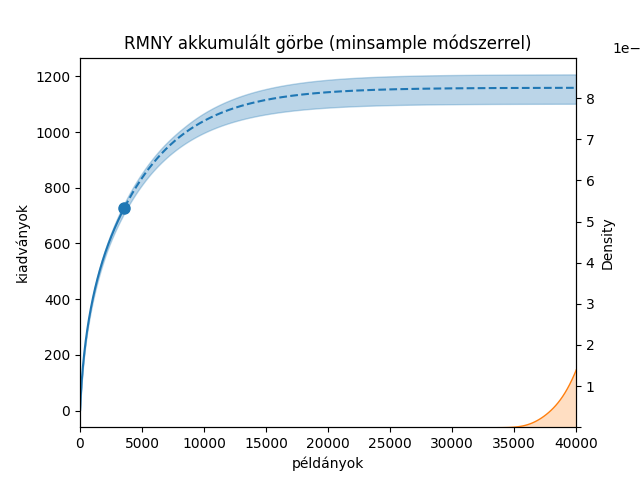 RMNY akkumulált görbe (minsample módszerrel)
1e−
1200
1000
800
600
400
200
0
kiadványok
8
7
6
5
4
3
2
1
Density
0 5000 10000 15000 20000 25000 30000 35000 40000
példányok